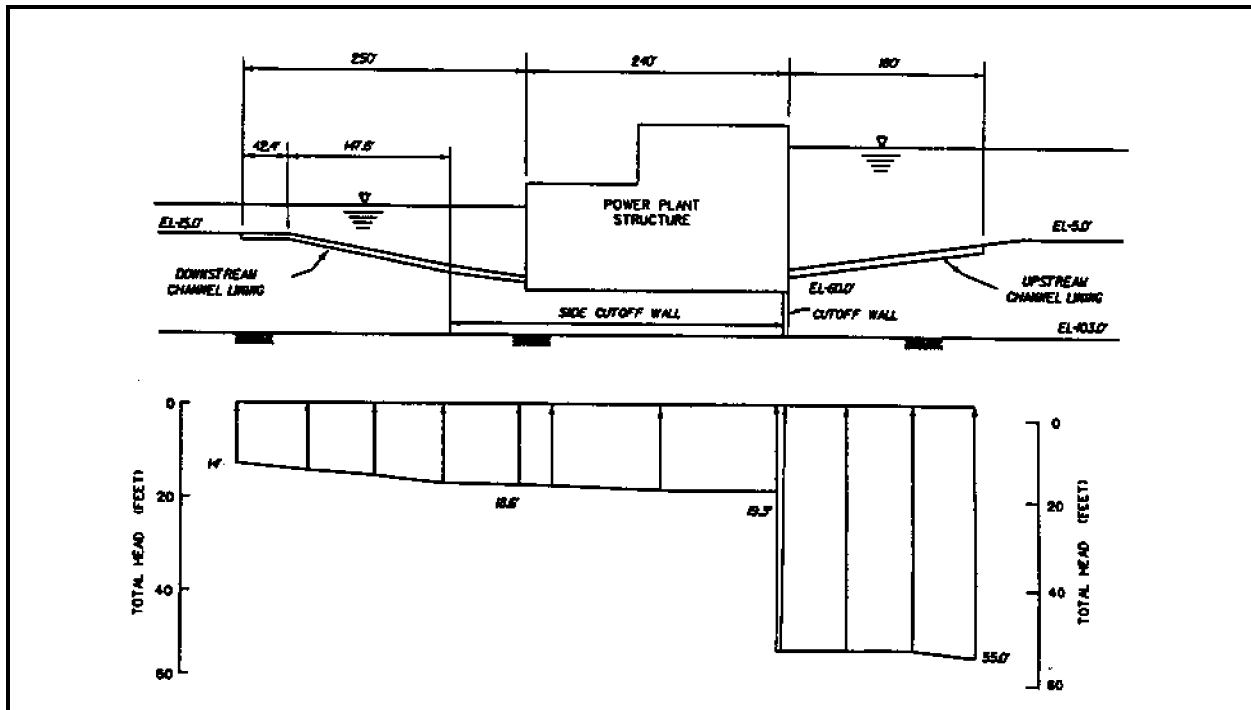 250'
240'
180'
42.4'
147.6'
POWER PLANT
STRUCTURE
EL-15.0'
EL-5.0'
DOWNSTREAM
CHANNEL LINING
EL-60.0'
UPSTREAM
CHANNEL LINING
SIDE CUTOFF WALL
CUTOFF WALL
EL-103.0'
0
20
40
60
TOTAL HEAD (FEET)
14'
18.6'
19.3'
55.0'
0
20
40
60
TOTAL HEAD (FEET)